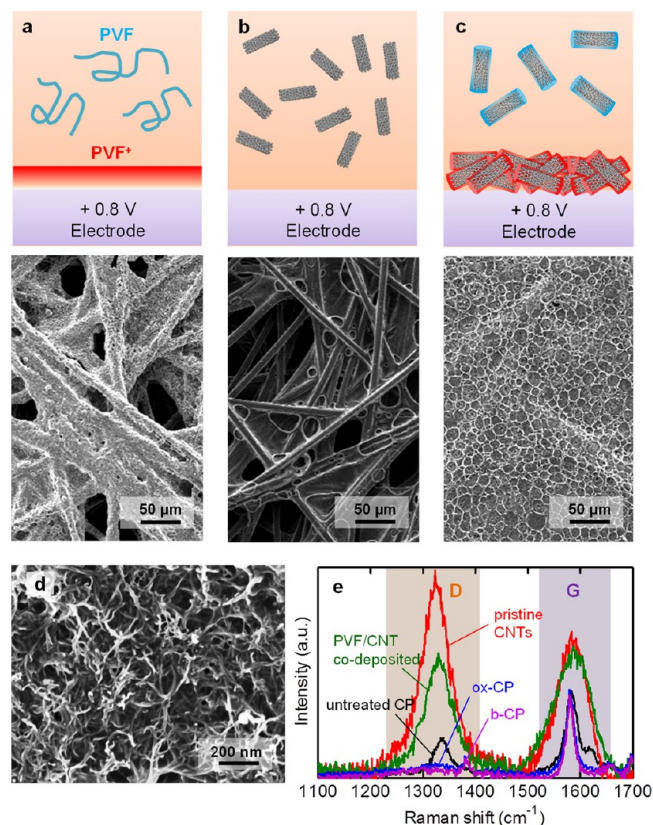 a
PVF
PVF⁺
+ 0.8 V
Electrode
50 µm
b
+ 0.8 V
Electrode
50 µm
c
+ 0.8 V
Electrode
50 µm
d
200 nm
e
D
G
pristine
CNTs
PVF/CNT
co-deposited
ox-CP
untreated CP
b-CP
Intensity (a.u.)
1100 1200 1300 1400 1500 1600 1700
Raman shift (cm⁻¹)